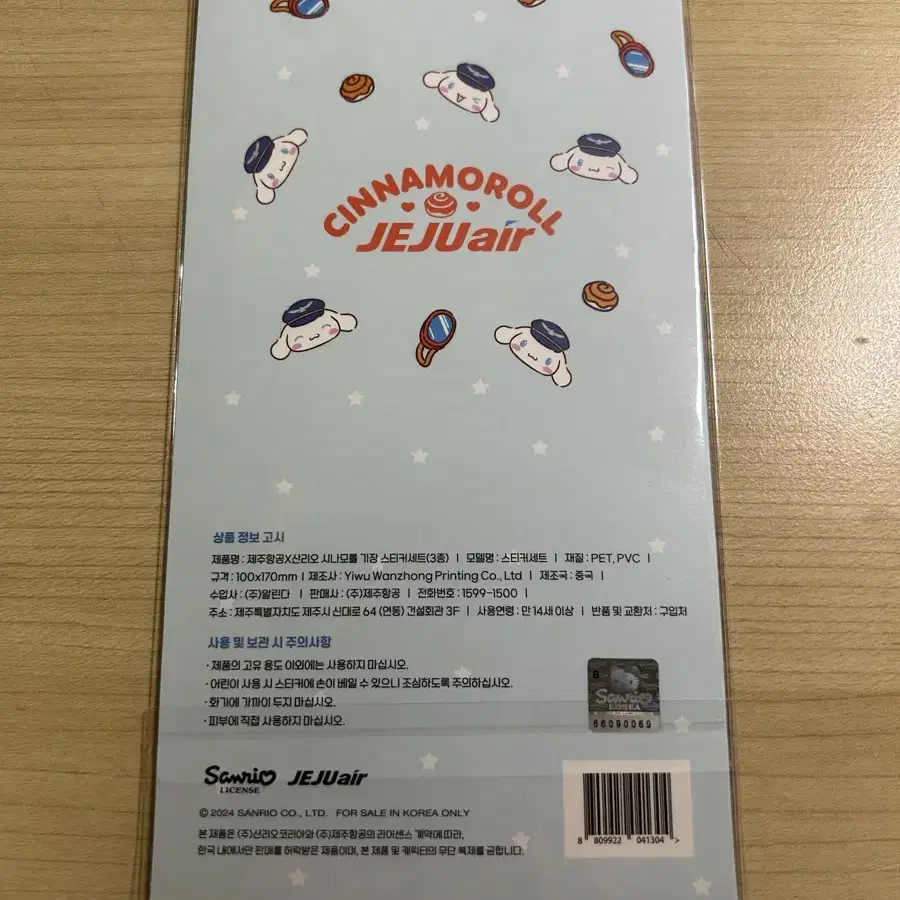 CINNAMOROLL
JEJUair
상품 정보 고시
제품명 : 제주항공X산리오 시나모롤 기장 스티커세트(3종) | 모델명 : 스티커세트 | 재질 : PET, PVC |
규격 : 100x170mm | 제조사 : Yiwu Wanzhong Printing Co., Ltd | 제조국 : 중국 |
수입사 : (주)알린다 | 판매사 : (주)제주항공 | 전화번호 : 1599-1500 |
주소 : 제주특별자치도 제주시 신대로 64 (연동) 건설회관 3F | 사용연령 : 만 14세 이상 | 반품 및 교환처 : 구입처
사용 및 보관 시 주의사항
· 제품의 고유 용도 이외에는 사용하지 마십시오.
· 어린이 사용 시 스티커에 손이 베일 수 있으니 조심하도록 주의하십시오.
· 화기에 가까이 두지 마십시오.
· 피부에 직접 사용하지 마십시오.
6
Sanrio
KOREA
66090069
Sanrio
LICENSE
JEJUair
© 2024 SANRIO CO., LTD. FOR SALE IN KOREA ONLY
본 제품은 (주)산리오코리아와 (주)제주항공의 라이센스 계약에 따라,
한국 내에서만 판매를 허락받은 제품이며, 본 제품 및 캐릭터의 무단 복제를 금합니다.
8 809922 041304 >